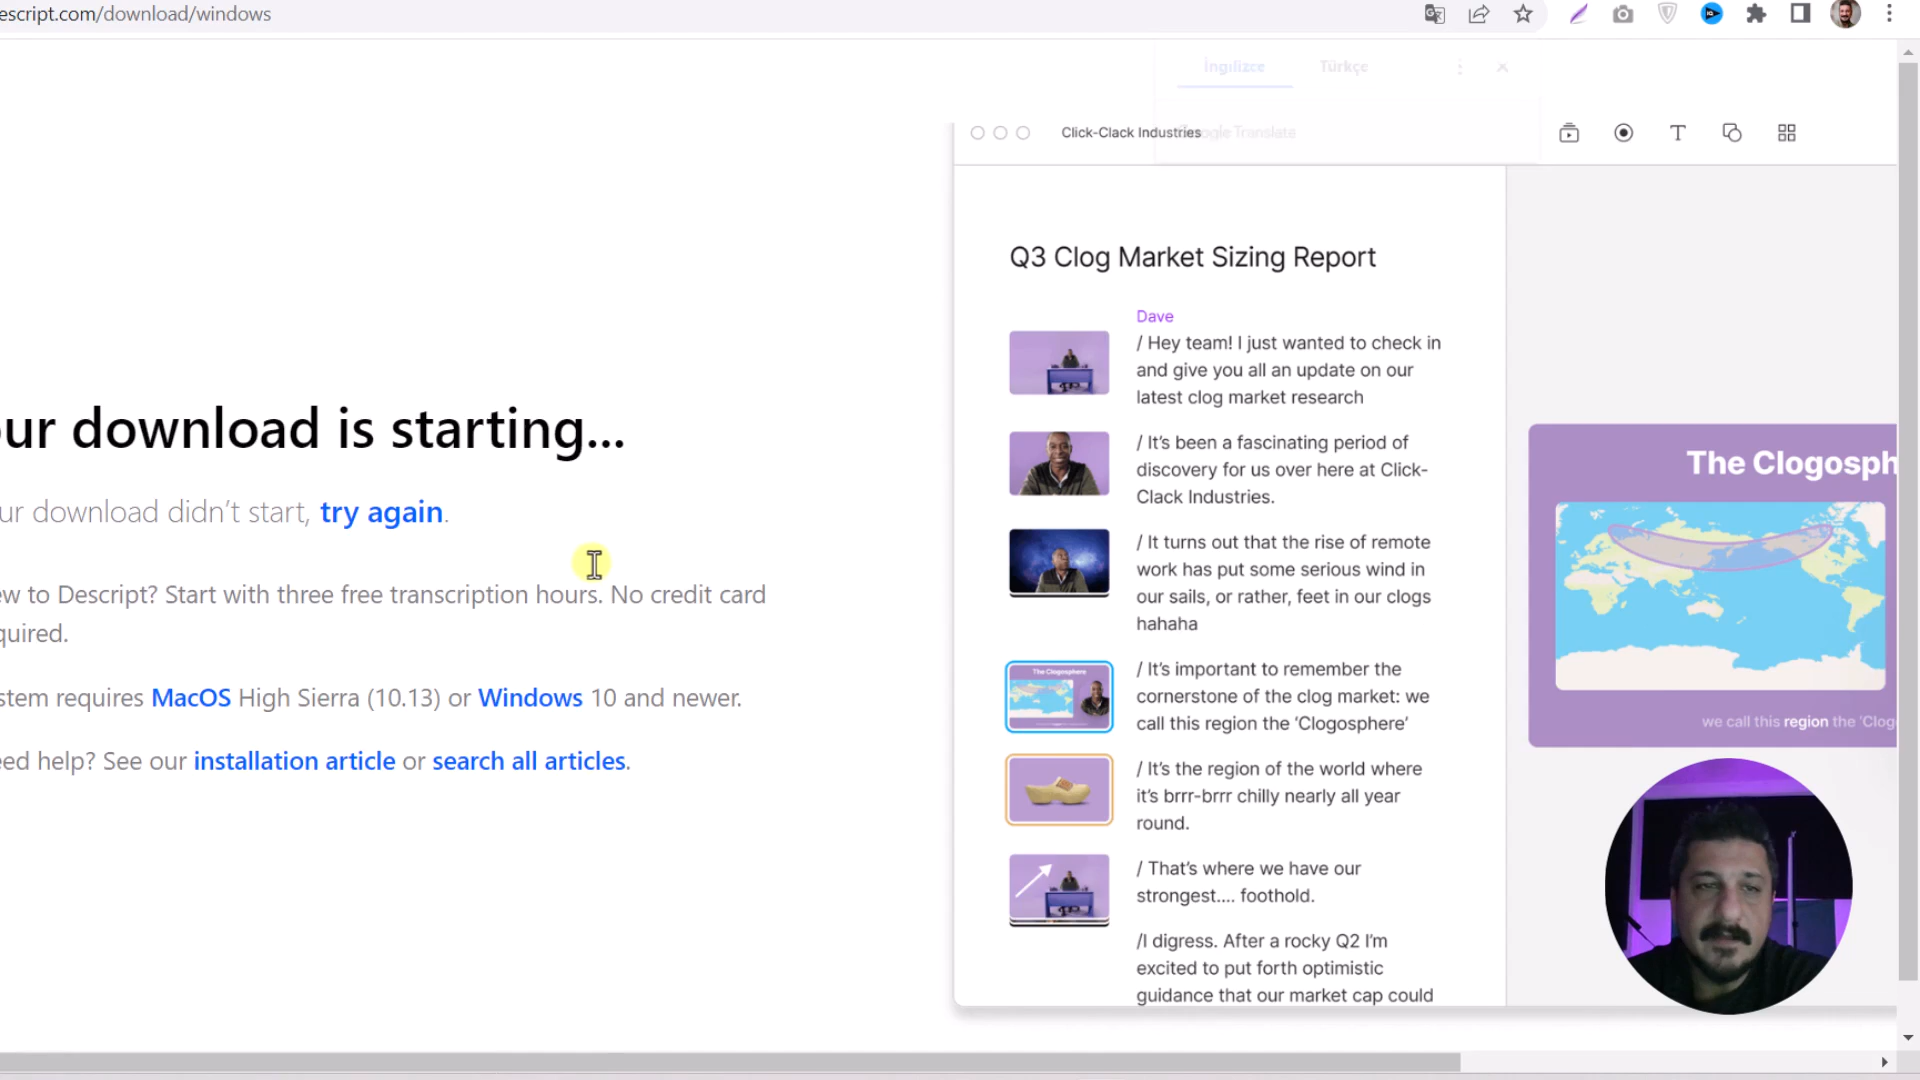 escript.com/download/windows
İngilizce Türkçe
Click-Clack Industries
Google Translate
Q3 Clog Market Sizing Report
Dave
/ Hey team! I just wanted to check in
and give you all an update on our
latest clog market research
/ It's been a fascinating period of
discovery for us over here at Click-
Clack Industries.
/ It turns out that the rise of remote
work has put some serious wind in
our sails, or rather, feet in our clogs
hahaha
/ It's important to remember the
cornerstone of the clog market: we
call this region the 'Clogosphere'
/ It's the region of the world where
it's brrr-brrr chilly nearly all year
round.
/ That's where we have our
strongest.... foothold.
/I digress. After a rocky Q2 I'm
excited to put forth optimistic
guidance that our market cap could
The Clogosphere
The Clogosph
we call this region the 'Clog
our download is starting...
ur download didn't start, try again.
ew to Descript? Start with three free transcription hours. No credit card
quired.
stem requires MacOS High Sierra (10.13) or Windows 10 and newer.
eed help? See our installation article or search all articles.